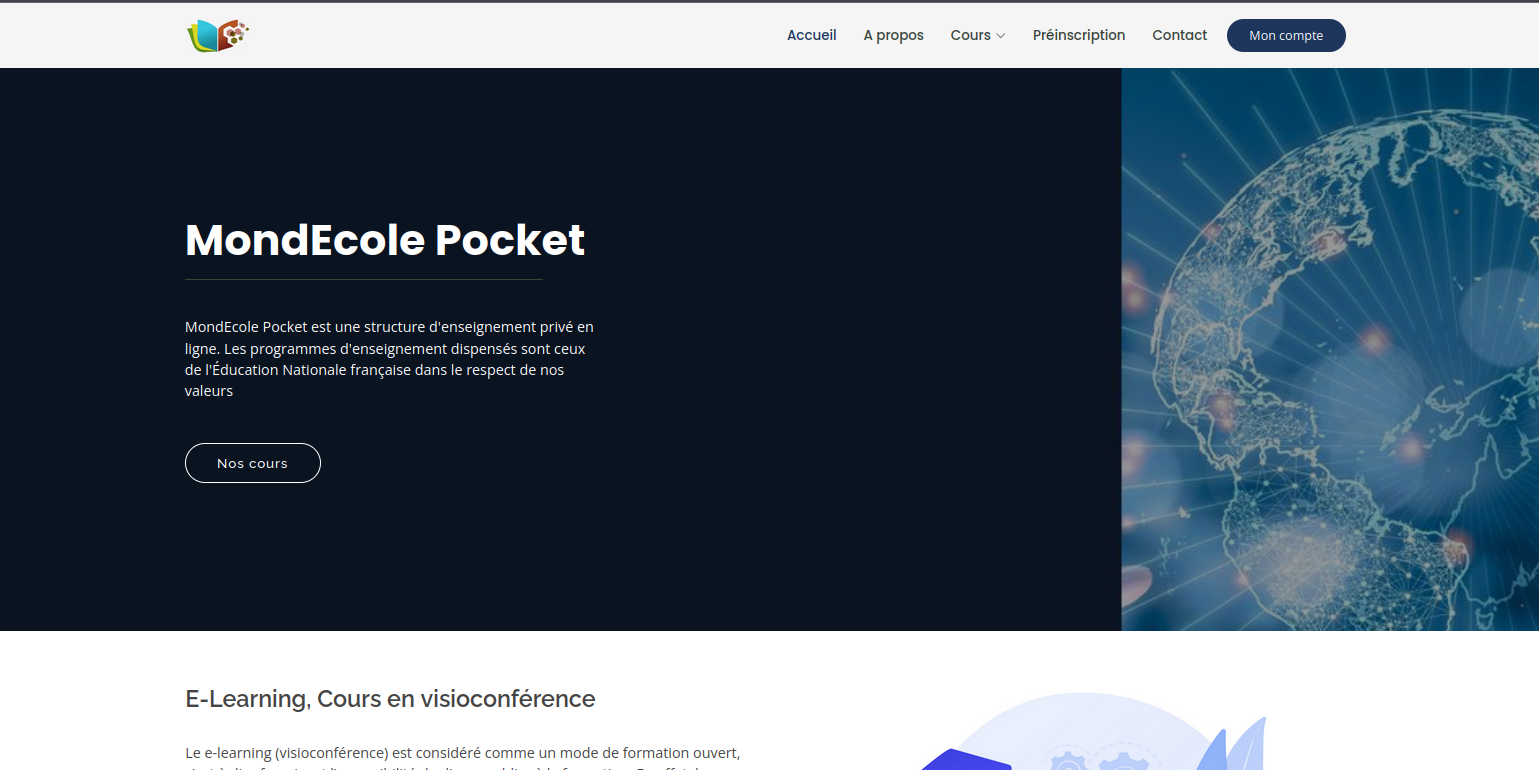 Accueil
A propos
Cours
Préinscription
Contact
Mon compte
MondEcole Pocket
MondEcole Pocket est une structure d'enseignement privé en
ligne. Les programmes d'enseignement dispensés sont ceux
de l'Éducation Nationale française dans le respect de nos
valeurs
Nos cours
E-Learning, Cours en visioconférence
Le e-learning (visioconférence) est considéré comme un mode de formation ouvert,